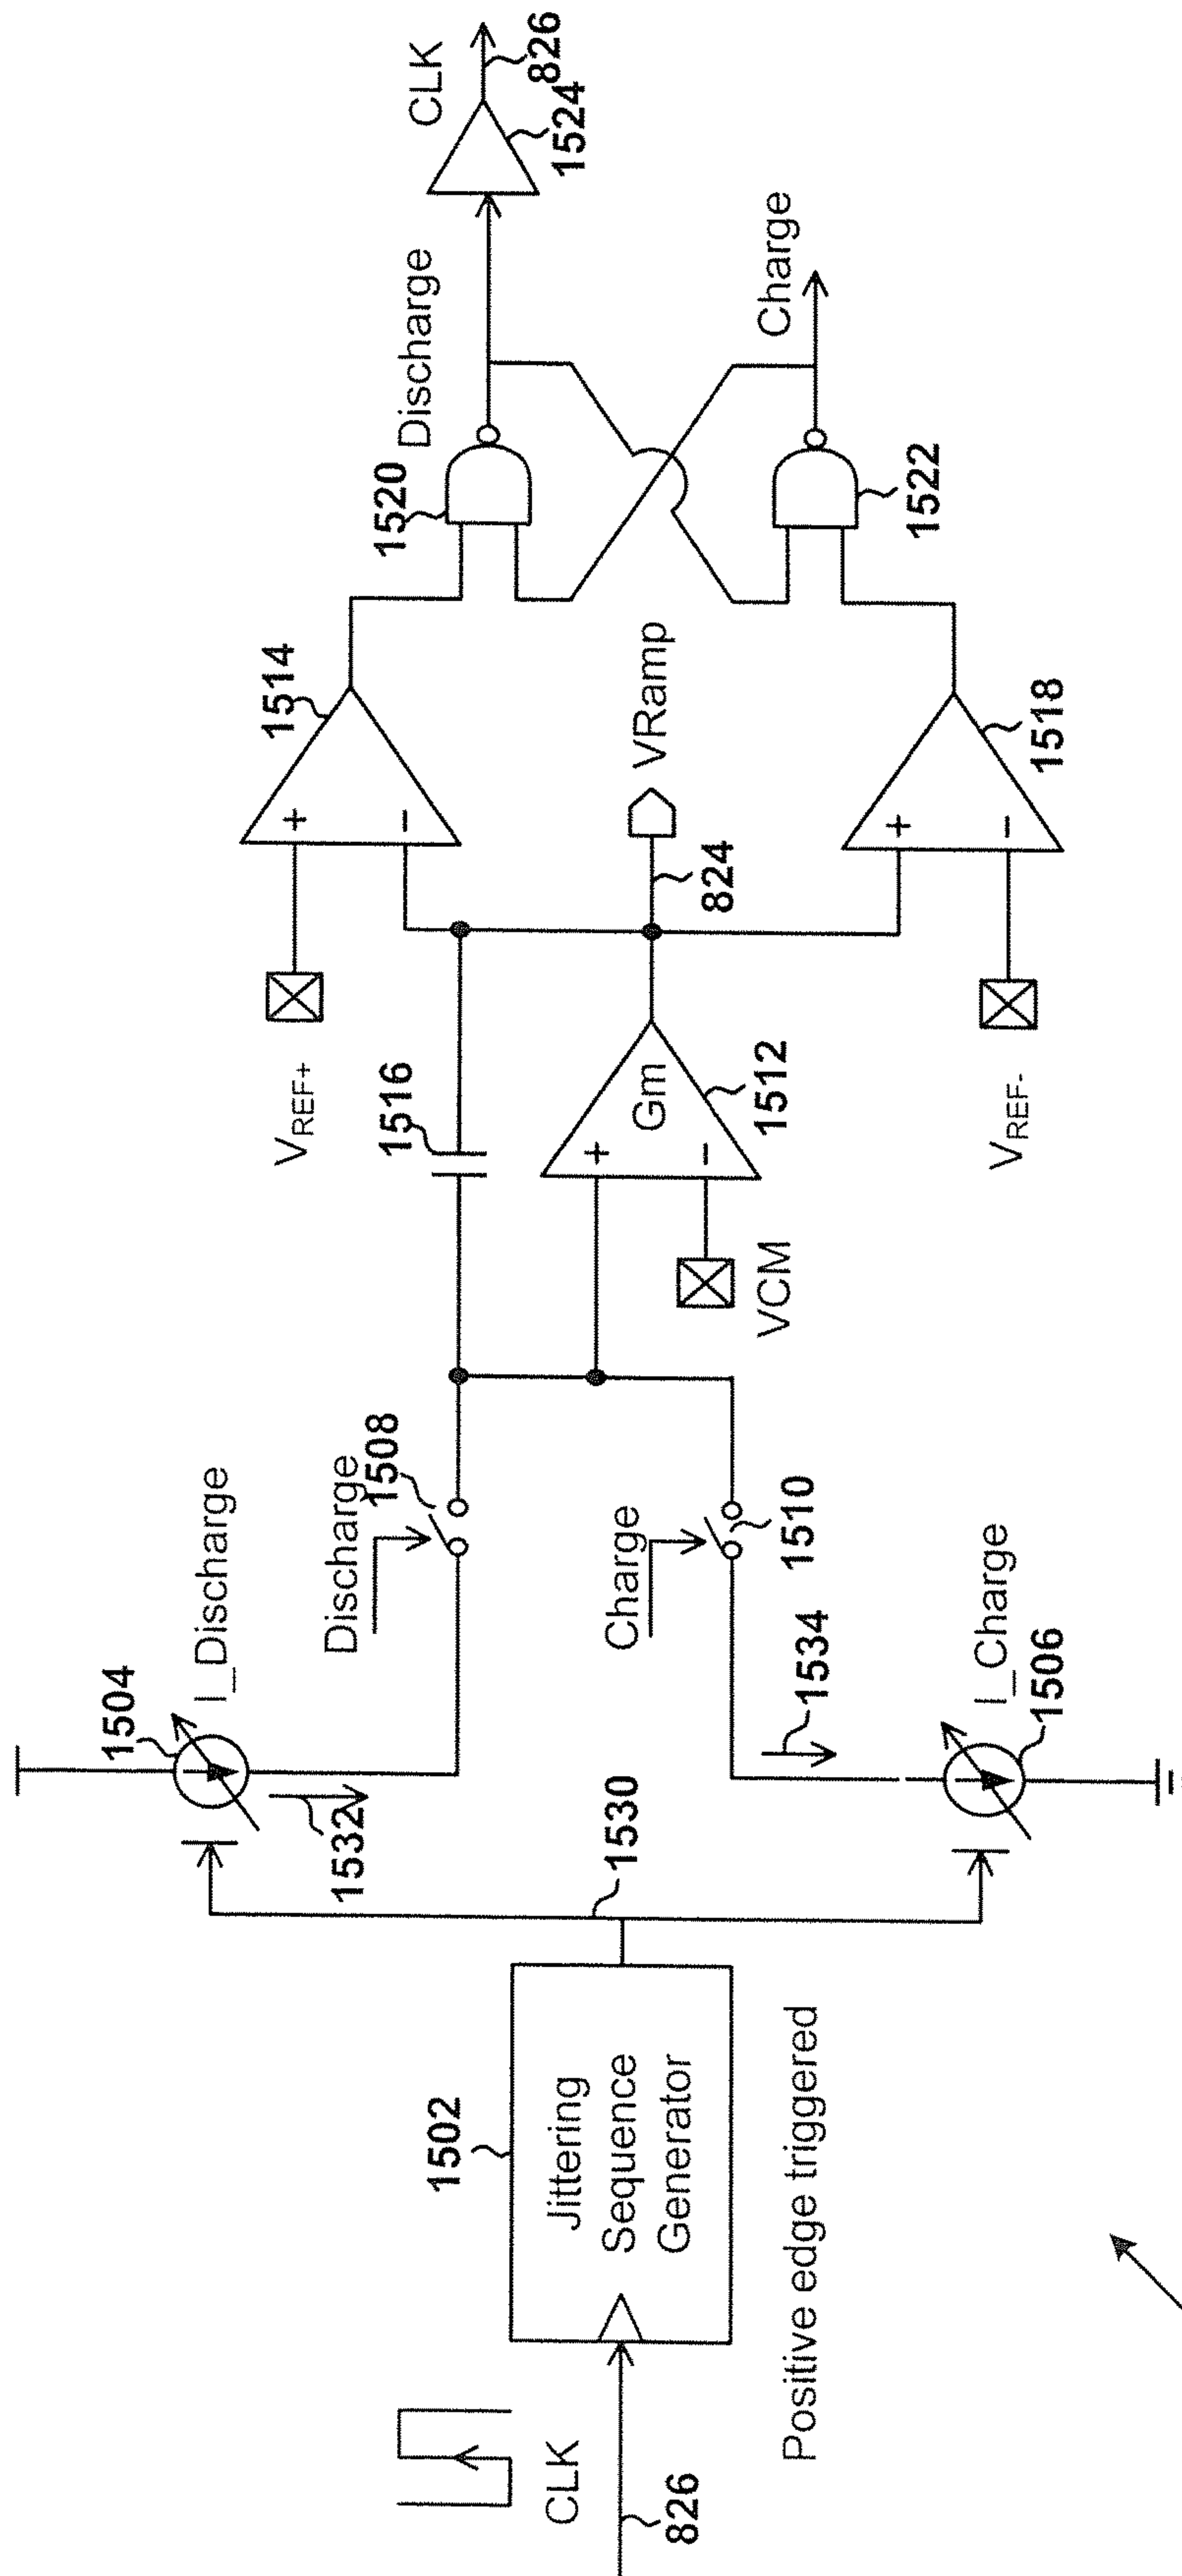 CLK
826
1502
Jittering
Sequence
Generator
Positive edge triggered
1530
1504
I_Discharge
1532
Discharge
1508
Charge
1510
1534
I_Charge
1506
1516
VCM
Gm
+
−
1512
VREF+
+
−
1514
VRamp
824
VREF-
+
−
1518
1520
Discharge
1522
Charge
CLK
826
1524